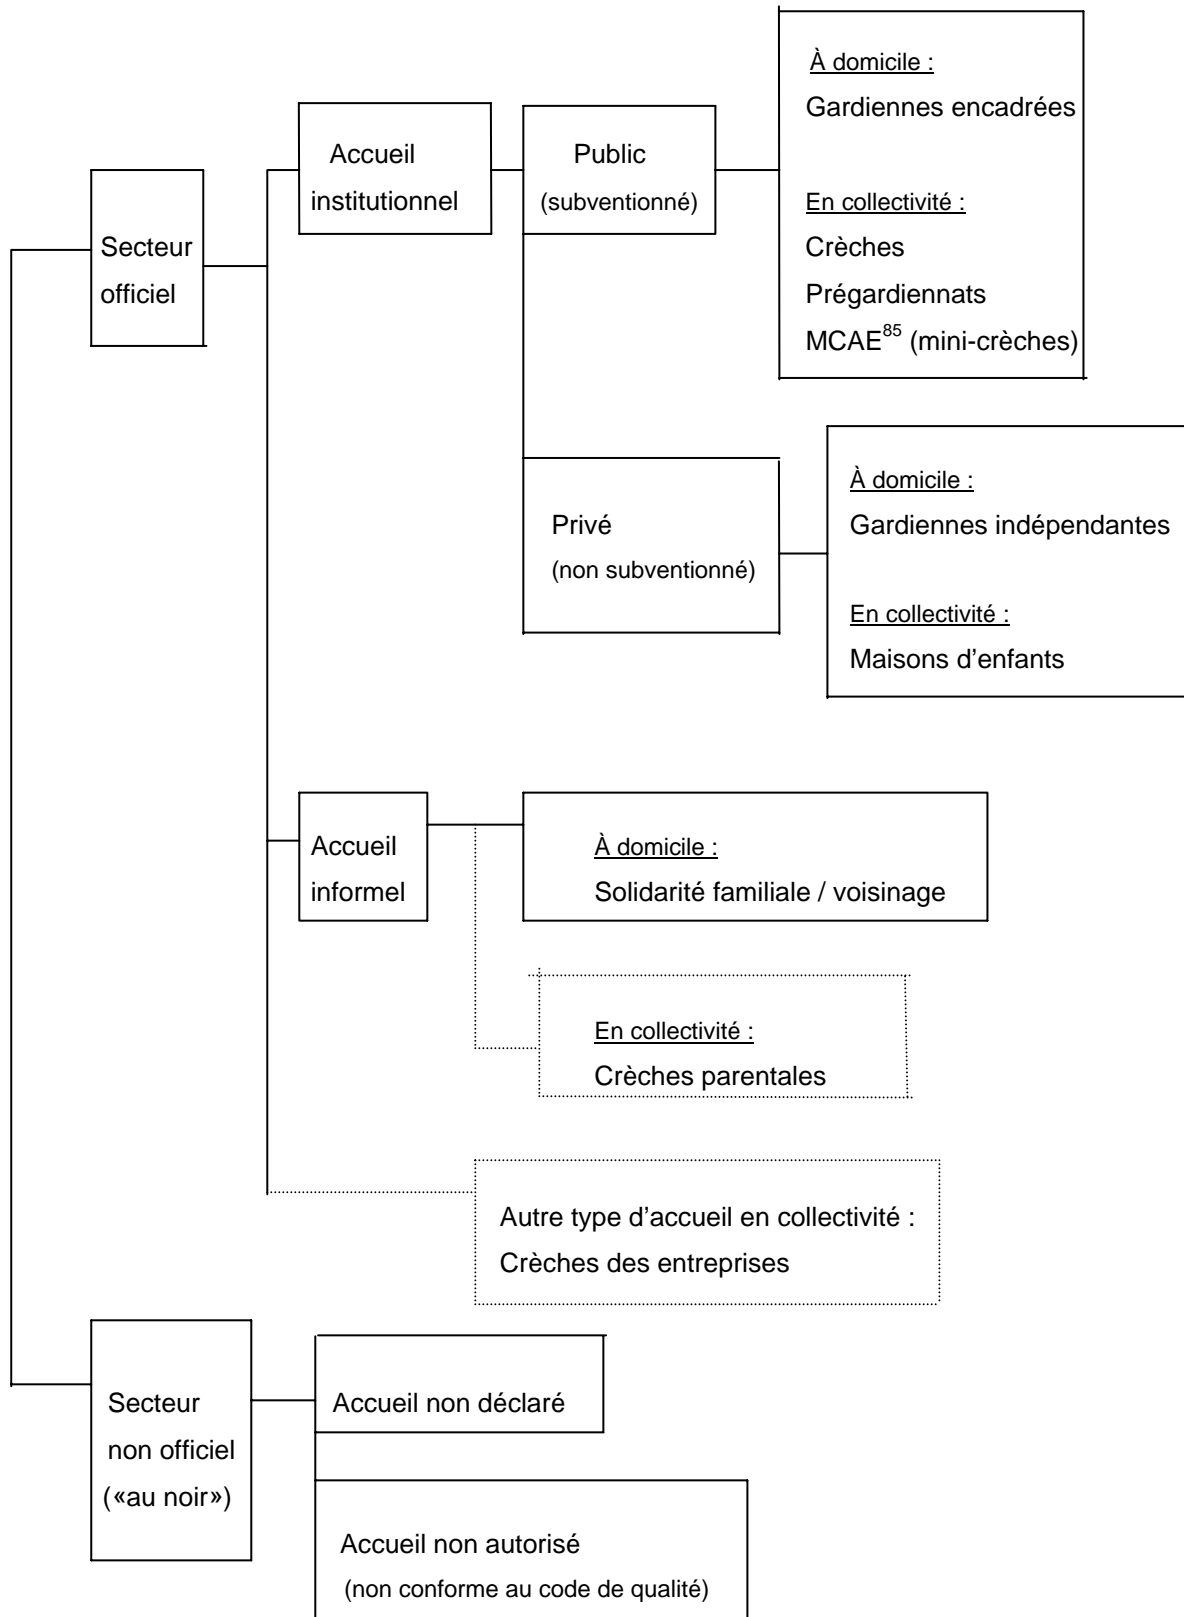 À domicile :
Gardiennes encadrées
En collectivité :
Crèches
Prégardiennats
MCAE85 (mini-crèches)
Accueil
institutionnel
Public
(subventionné)
Secteur
officiel
Privé
(non subventionné)
À domicile :
Gardiennes indépendantes
En collectivité :
Maisons d’enfants
Accueil
informel
À domicile :
Solidarité familiale / voisinage
En collectivité :
Crèches parentales
Autre type d’accueil en collectivité :
Crèches des entreprises
Secteur
non officiel
(«au noir»)
Accueil non déclaré
Accueil non autorisé
(non conforme au code de qualité)